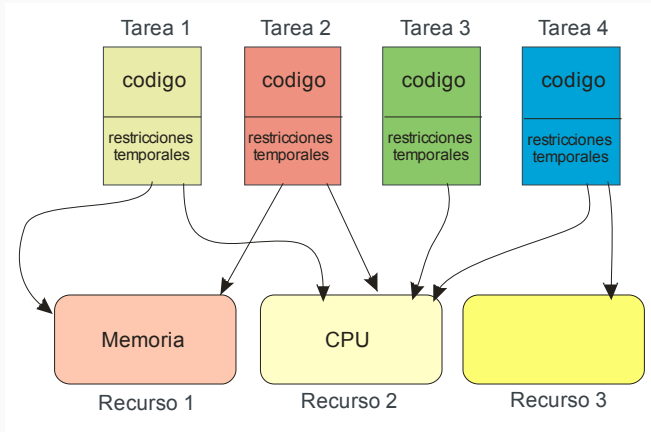 Tarea 1
Tarea 2
Tarea 3
Tarea 4
codigo
codigo
codigo
codigo
restricciones
temporales
restricciones
temporales
restricciones
temporales
restricciones
temporales
Memoria
CPU
Recurso 1
Recurso 2
Recurso 3